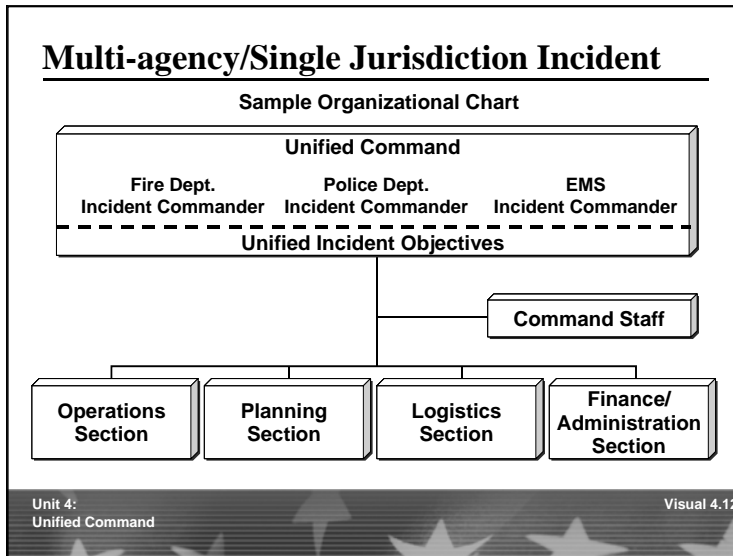 Multi-agency/Single Jurisdiction Incident
Sample Organizational Chart
Unified Command
Fire Dept.
Incident Commander
Police Dept.
Incident Commander
EMS
Incident Commander
Unified Incident Objectives
Command Staff
Operations
Section
Planning
Section
Logistics
Section
Finance/
Administration
Section
Unit 4:
Unified Command
Visual 4.12